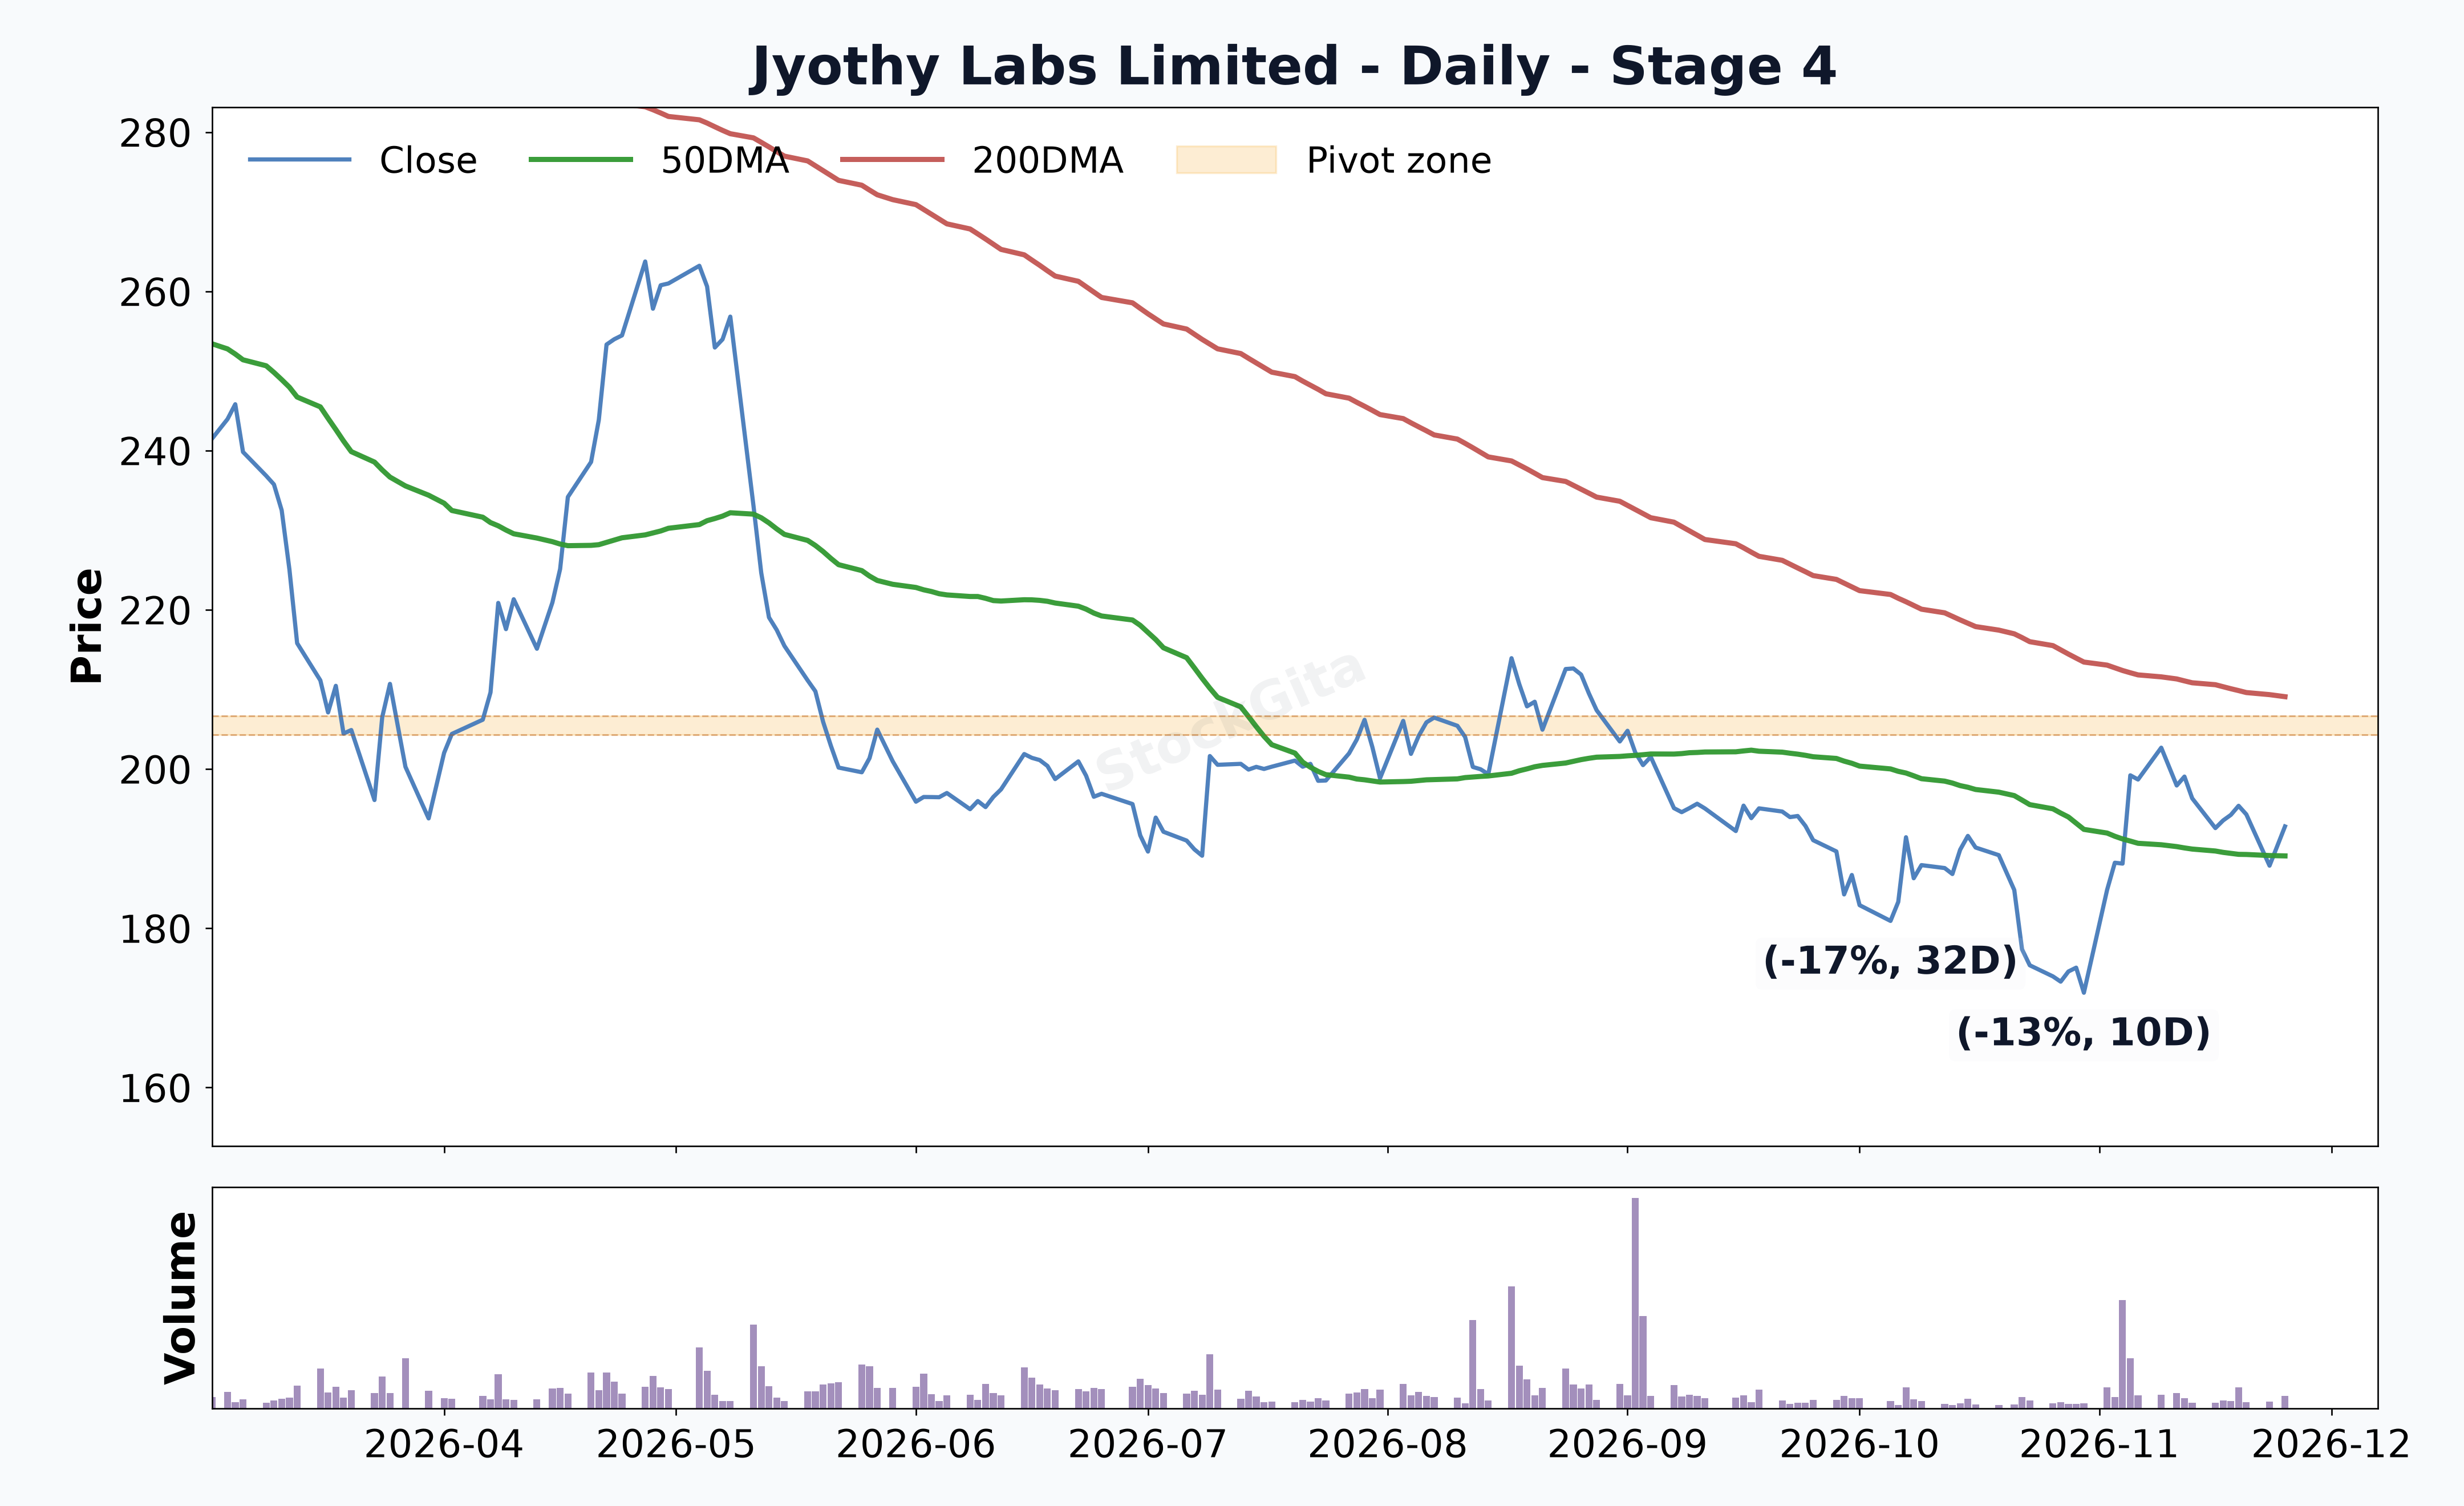 Jyothy Labs Limited - Daily - Stage 4
Close 50DMA 200DMA Pivot zone
280
260
240
220
200
180
160
Price
StockGita
(-17%, 32D)
(-13%, 10D)
Volume
2026-04 2026-05 2026-06 2026-07 2026-08 2026-09 2026-10 2026-11 2026-12